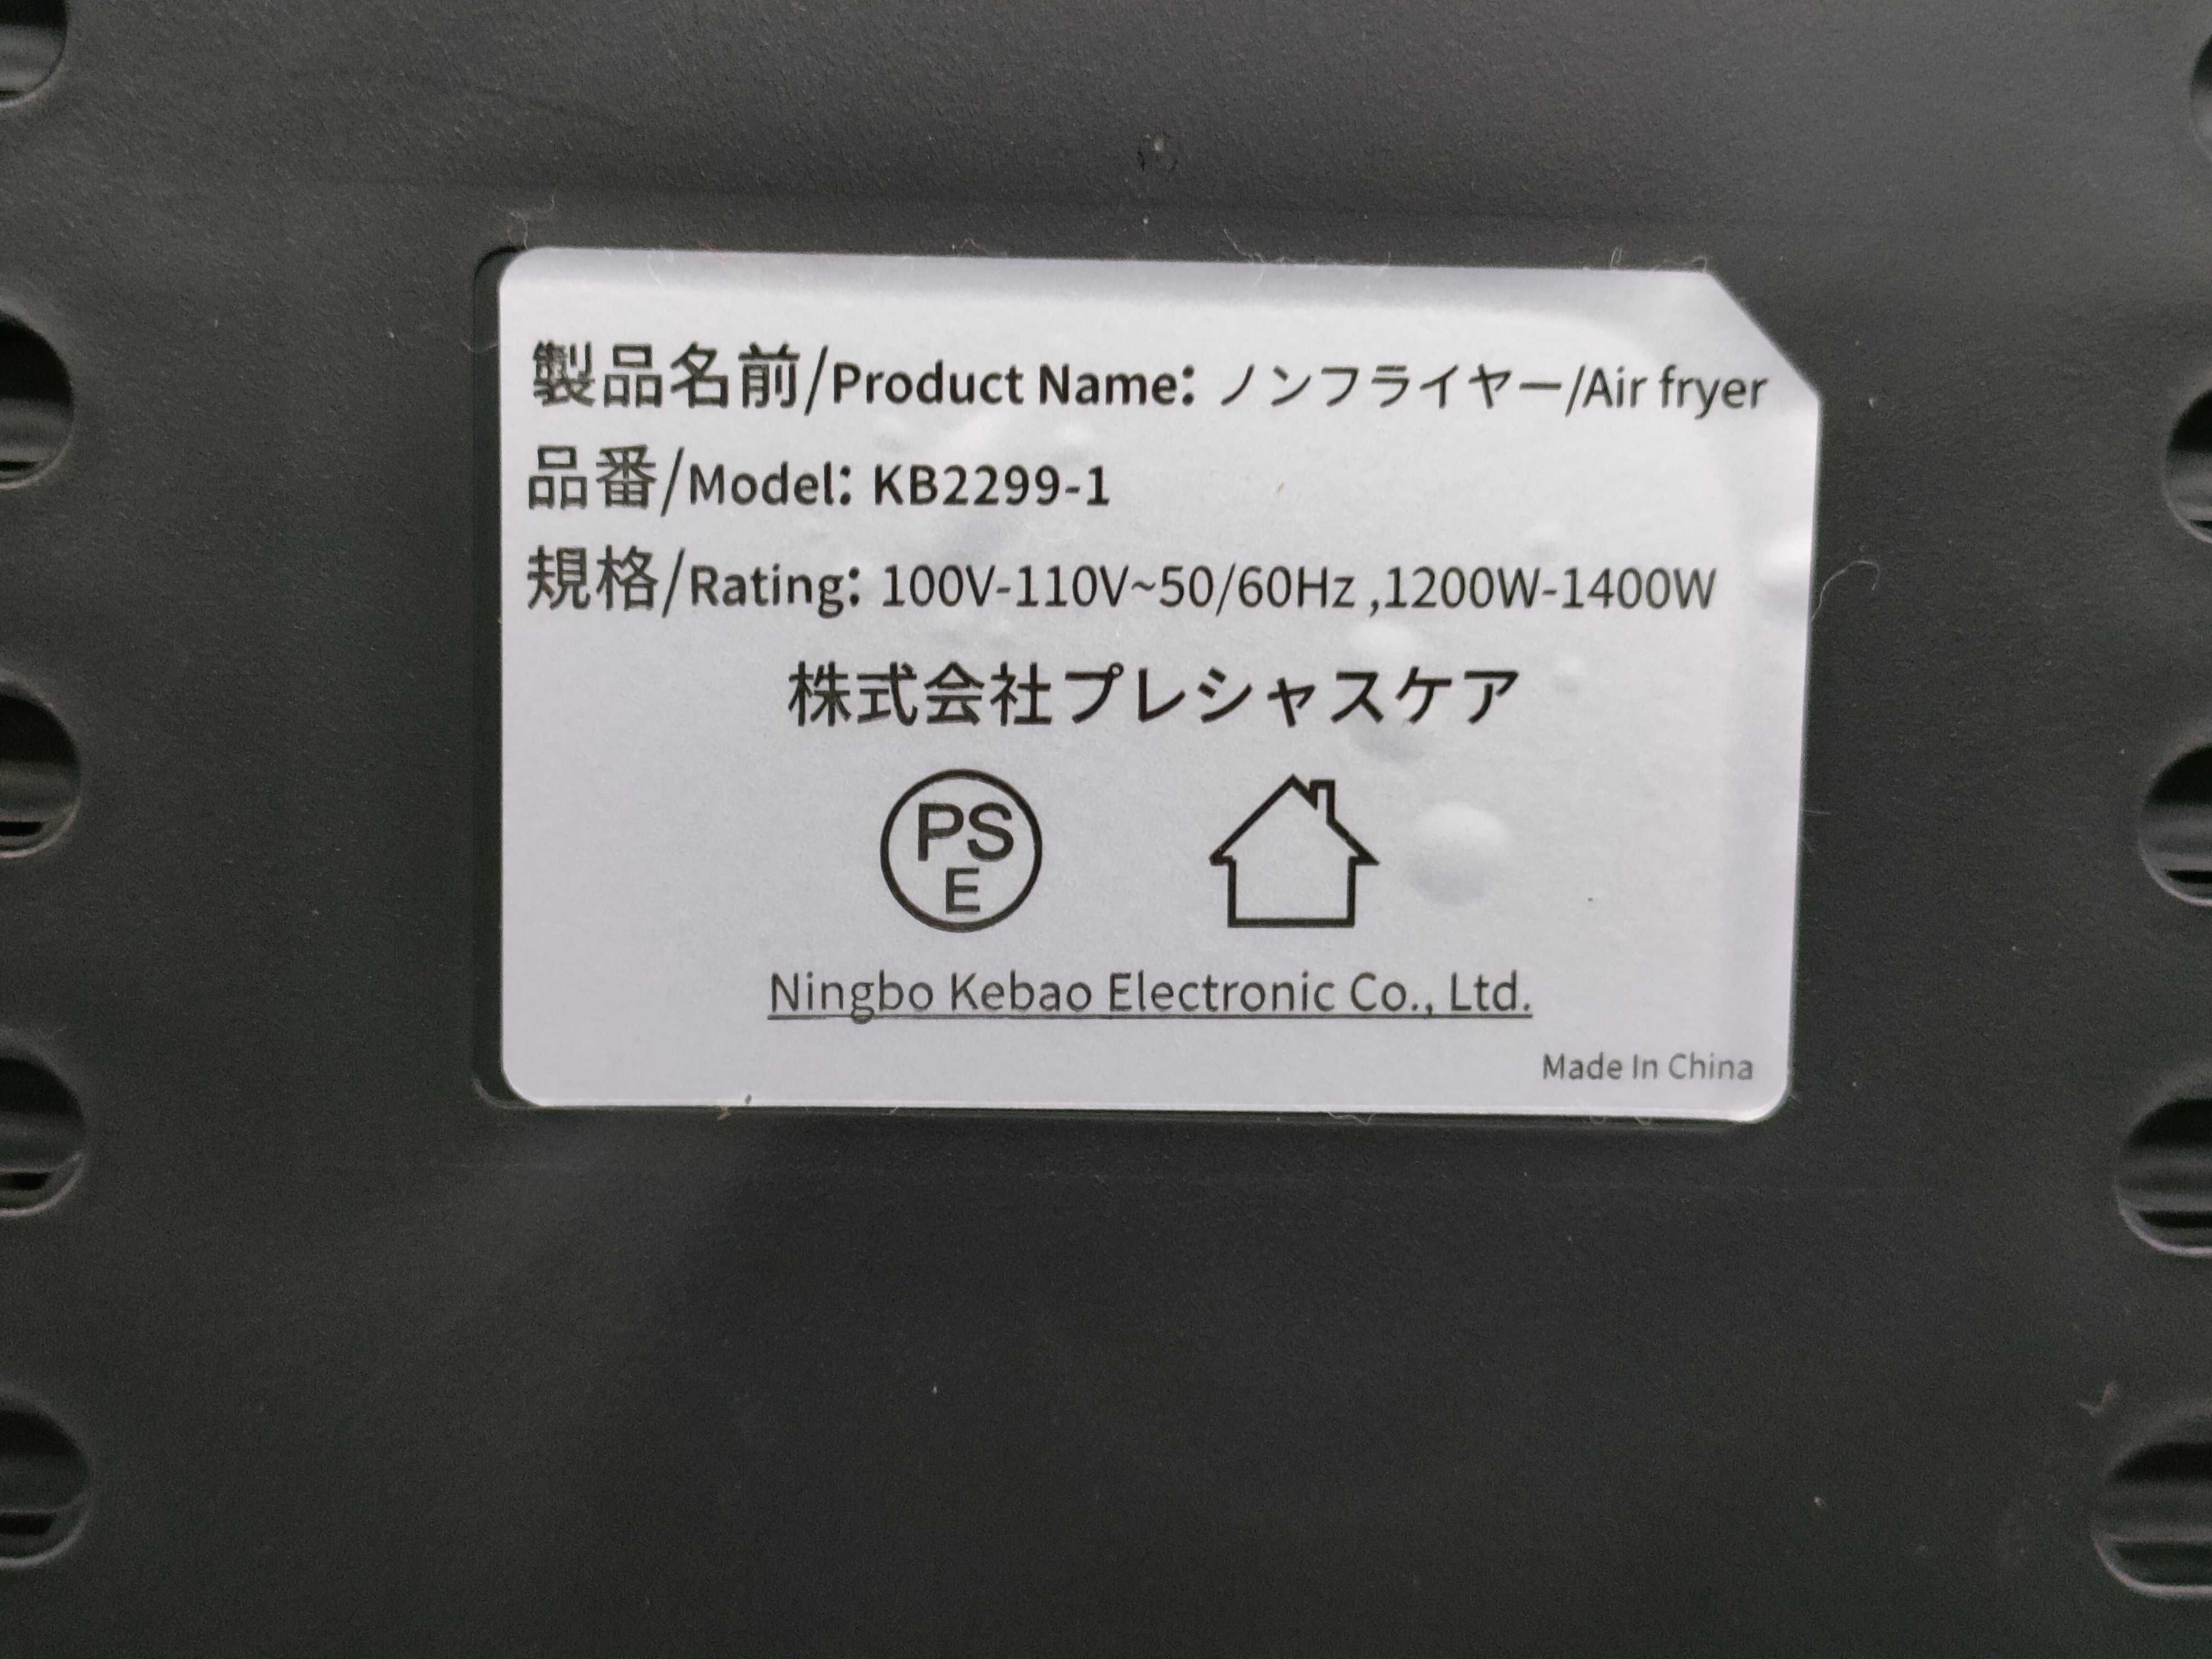 製品名前/Product Name: ノンフライヤー/Air fryer
品番/Model: KB2299-1
規格/Rating: 100V-110V~50/60Hz ,1200W-1400W
株式会社プレシャスケア
PS
E
Ningbo Kebao Electronic Co., Ltd.
Made In China